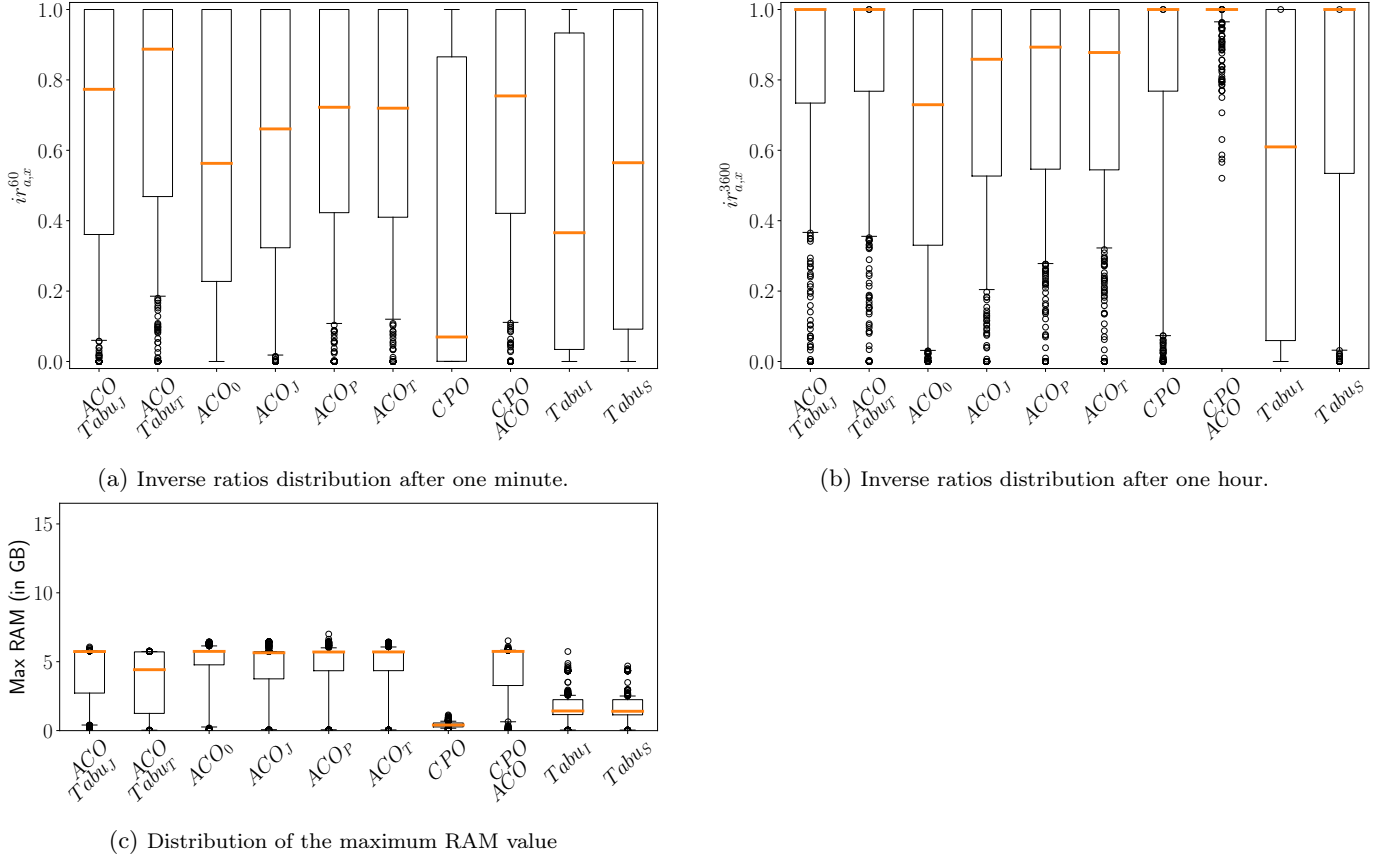 1.0
0.8
0.6
0.4
0.2
0.0
ir^{60}_{a,x}
ACO Tabu_J
ACO Tabu_T
ACO_0
ACO_J
ACO_P
ACO_T
CPO
CPO ACO
Tabu_I
Tabu_S
(a) Inverse ratios distribution after one minute.
1.0
0.8
0.6
0.4
0.2
0.0
ir^{3600}_{a,x}
ACO Tabu_J
ACO Tabu_T
ACO_0
ACO_J
ACO_P
ACO_T
CPO
CPO ACO
Tabu_I
Tabu_S
(b) Inverse ratios distribution after one hour.
15
10
5
0
Max RAM (in GB)
ACO Tabu_J
ACO Tabu_T
ACO_0
ACO_J
ACO_P
ACO_T
CPO
CPO ACO
Tabu_I
Tabu_S
(c) Distribution of the maximum RAM value